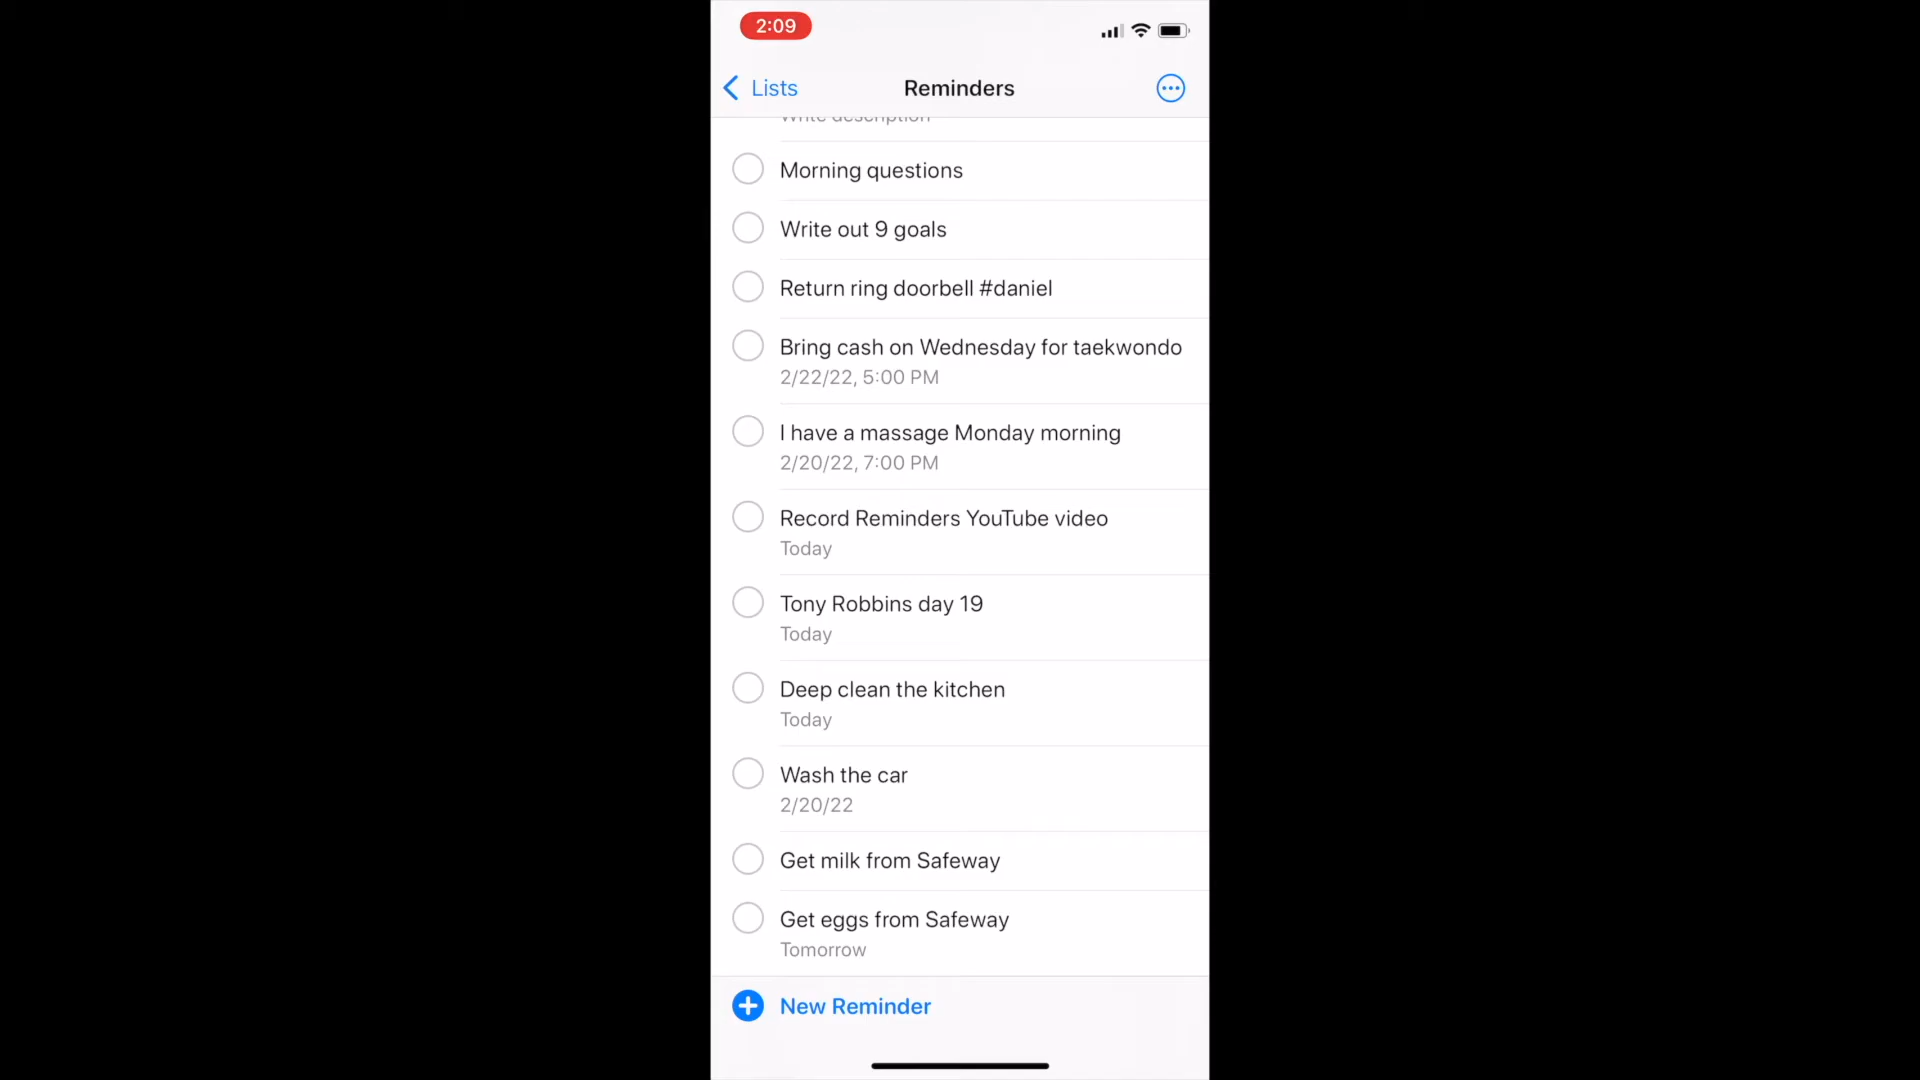 2:09
Lists
Reminders
Write description
Morning questions
Write out 9 goals
Return ring doorbell #daniel
Bring cash on Wednesday for taekwondo
2/22/22, 5:00 PM
I have a massage Monday morning
2/20/22, 7:00 PM
Record Reminders YouTube video
Today
Tony Robbins day 19
Today
Deep clean the kitchen
Today
Wash the car
2/20/22
Get milk from Safeway
Get eggs from Safeway
Tomorrow
New Reminder